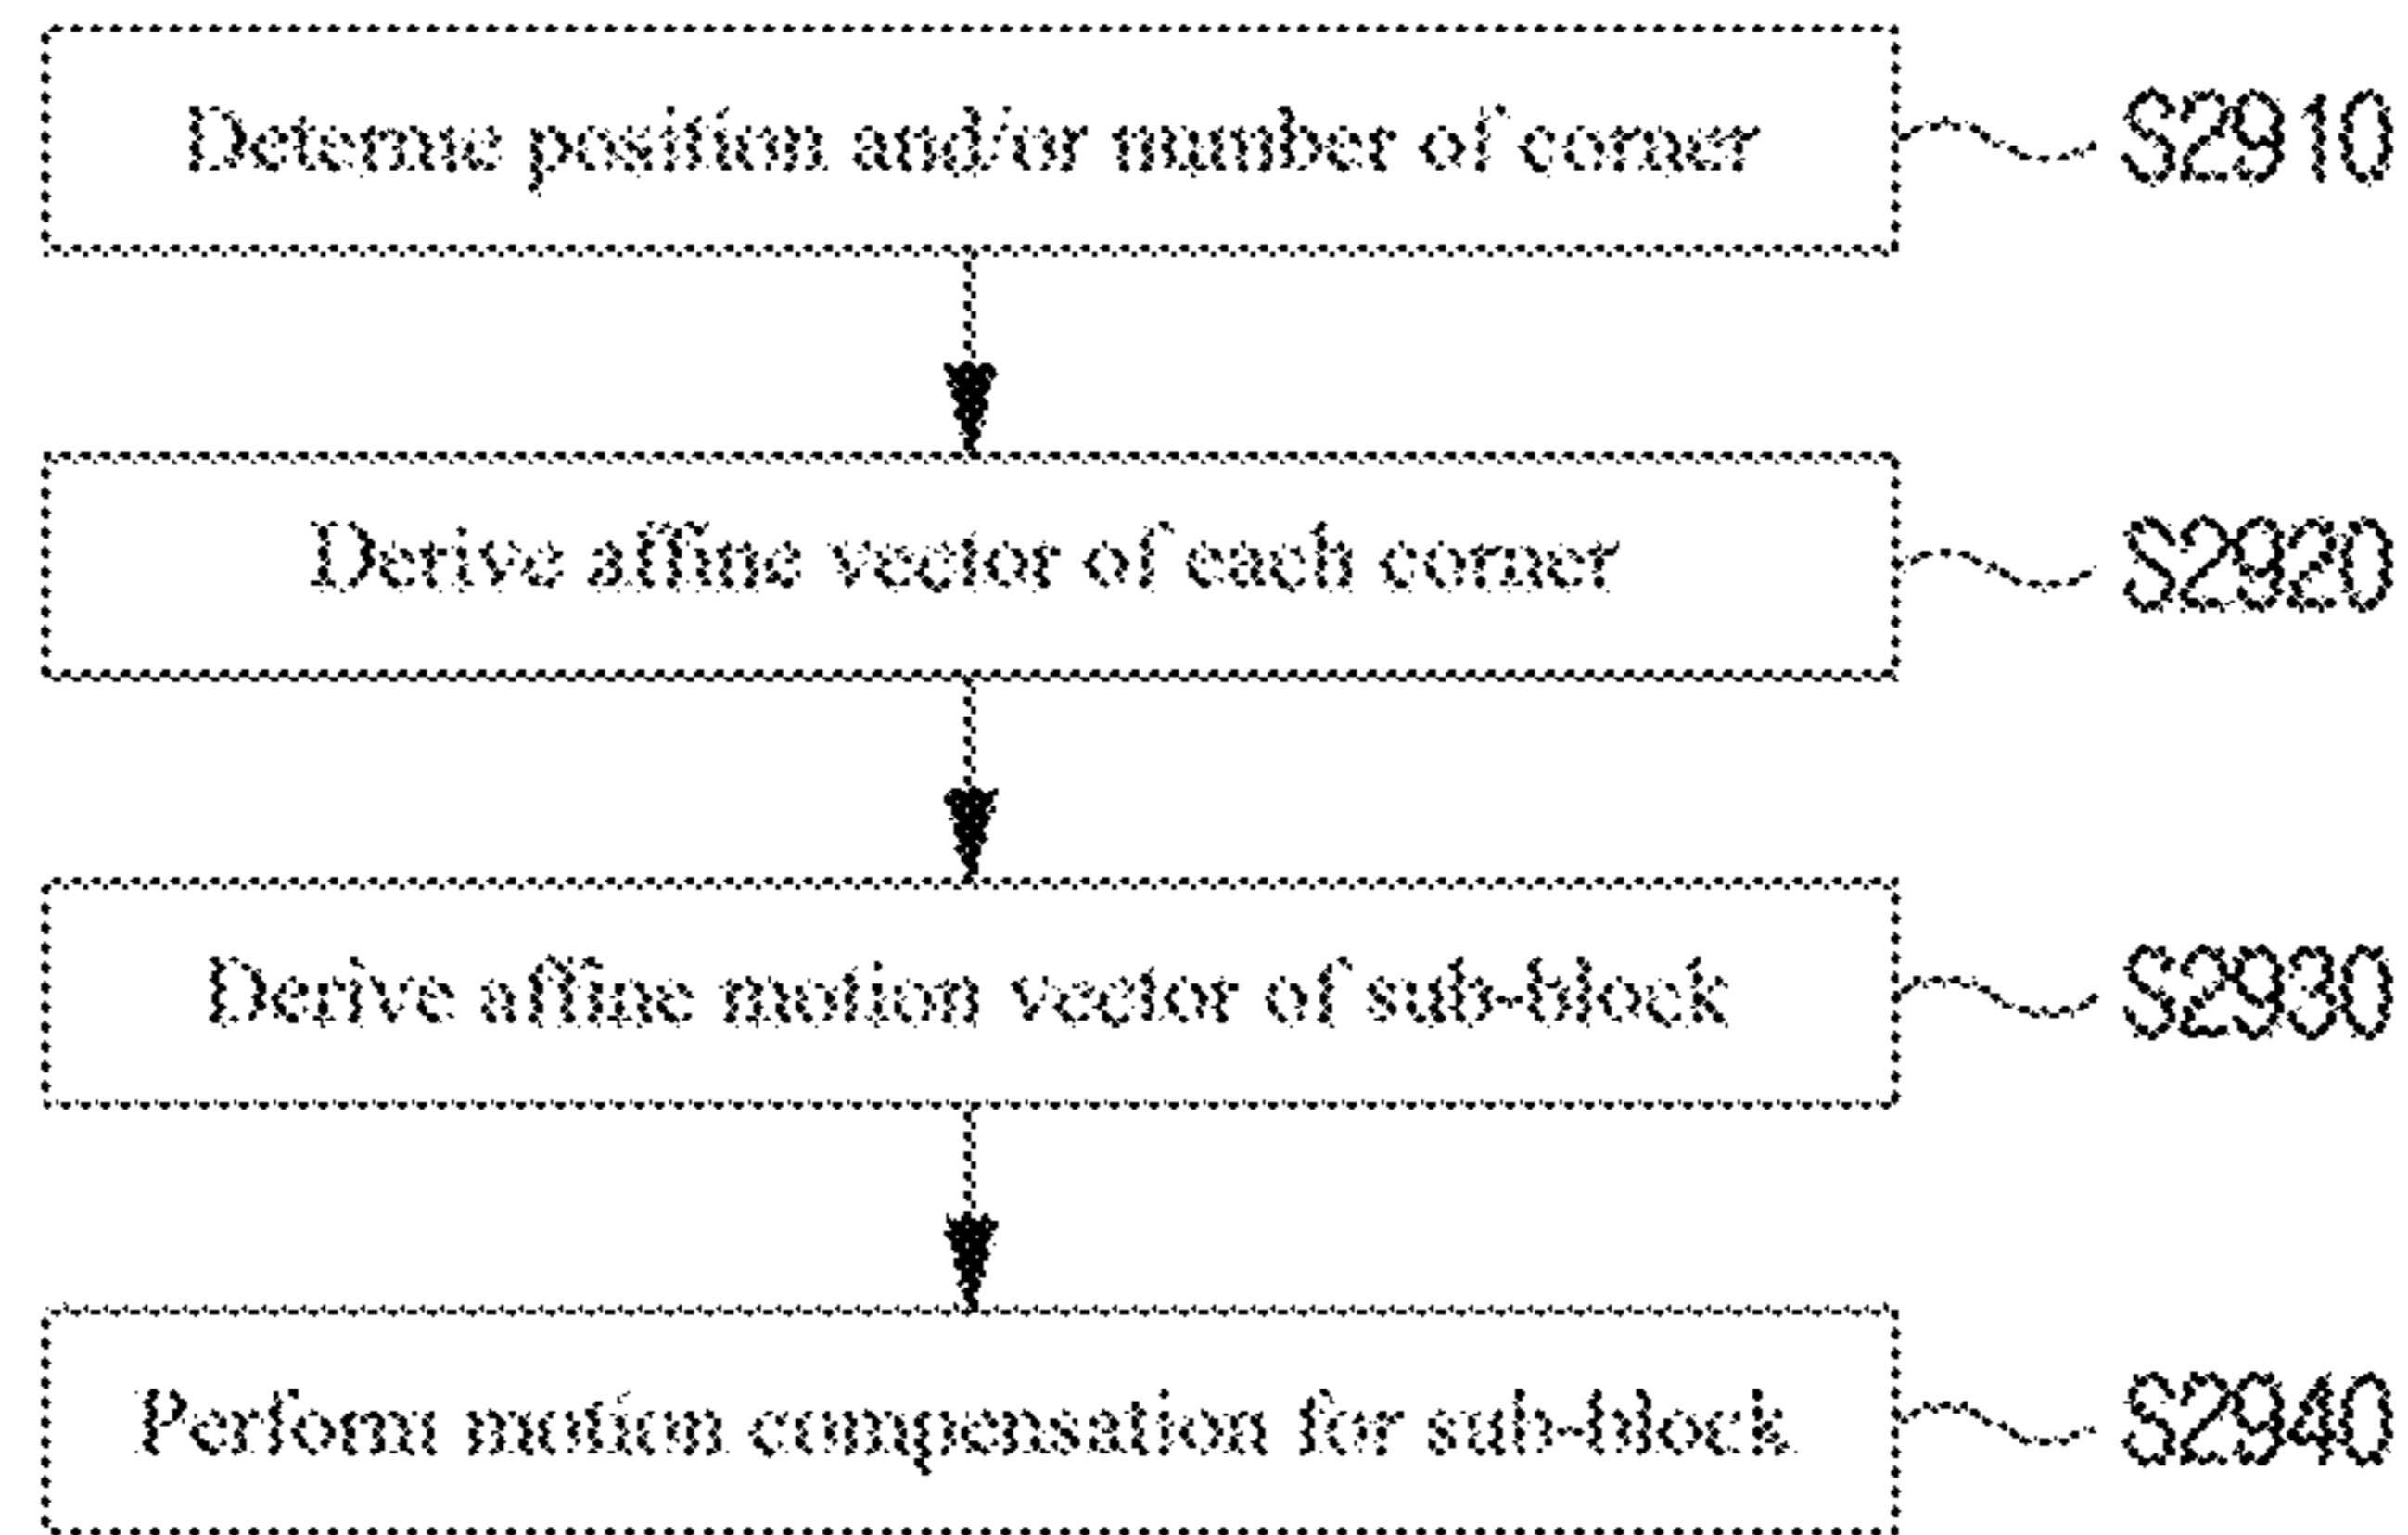 Determie position and/or number of corner S2910
Derive affine vector of each corner S2920
Derive affine motion vector of sub-block S2930
Perform motion compensation for sub-block S2940